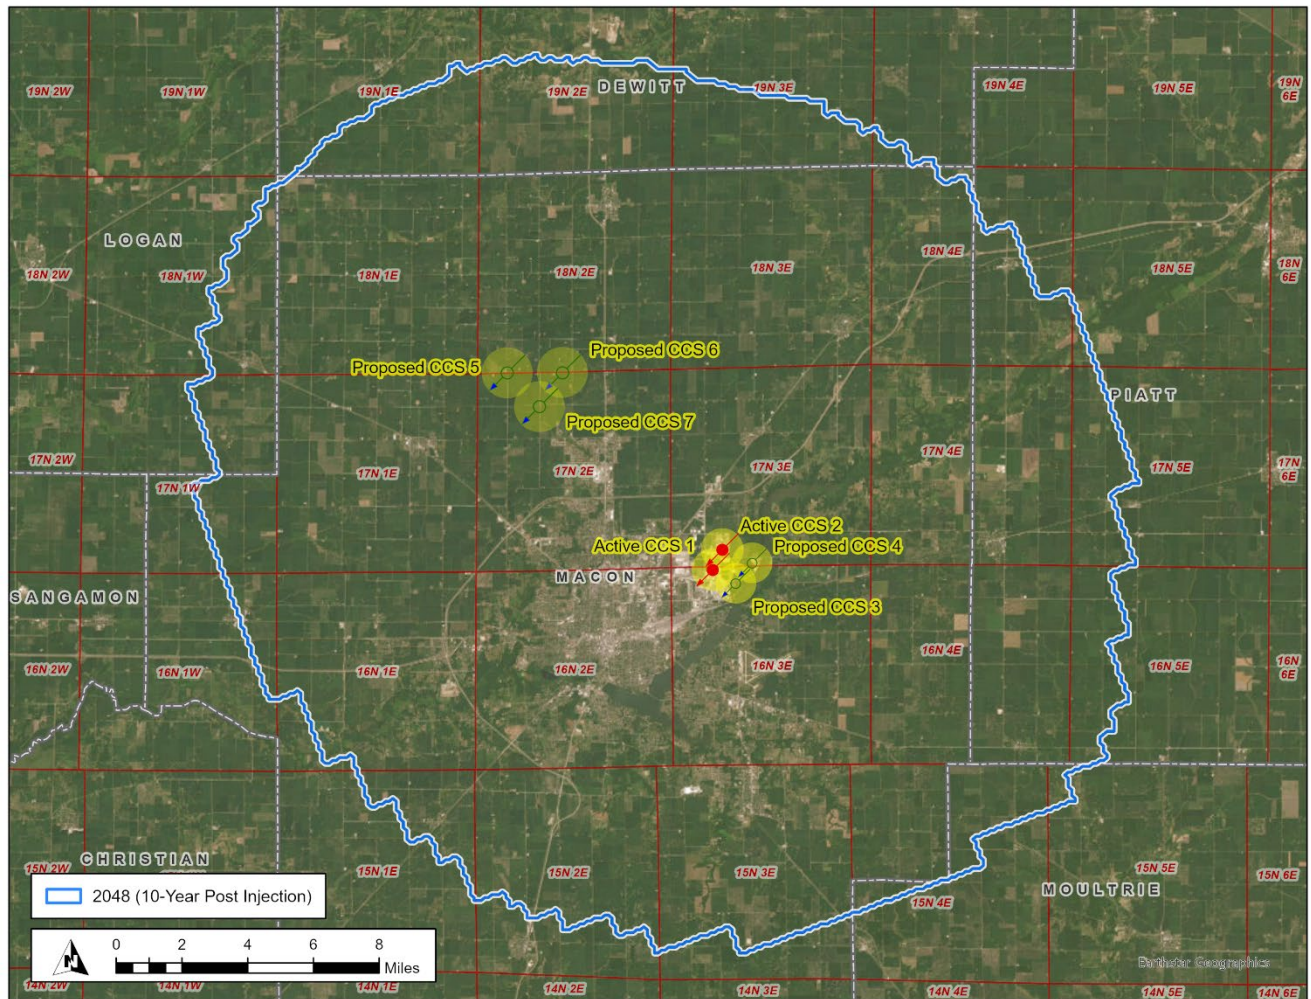 19N 2W
19N 1W
19N 1E
19N 2E
DEWITT
19N 3E
19N 4E
19N 5E
19N
6E
LOGAN
18N 2W
18N 1W
18N 1E
18N 2E
18N 3E
18N 4E
18N 5E
18N
6E
Proposed CCS 5
Proposed CCS 6
Proposed CCS 7
PIATT
17N 2W
17N 1W
17N 1E
17N 2E
17N 3E
17N 4E
17N 5E
17N
6E
Active CCS 2
Active CCS 1
Proposed CCS 4
MACON
Proposed CCS 3
SANGAMON
16N 2W
16N 1W
16N 1E
16N 2E
16N 3E
16N 4E
16N 5E
16N
6E
CHRISTIAN
15N 2W
15N 1E
15N 2E
15N 3E
15N 4E
15N 5E
15N 6E
MOULTRIE
2048 (10-Year Post Injection)
N
0 2 4 6 8
Miles
Earthstar Geographics
14N 2W
14N 1W
14N 1E
14N 2E
14N 3E
14N 4E
14N 5E
14N 6E